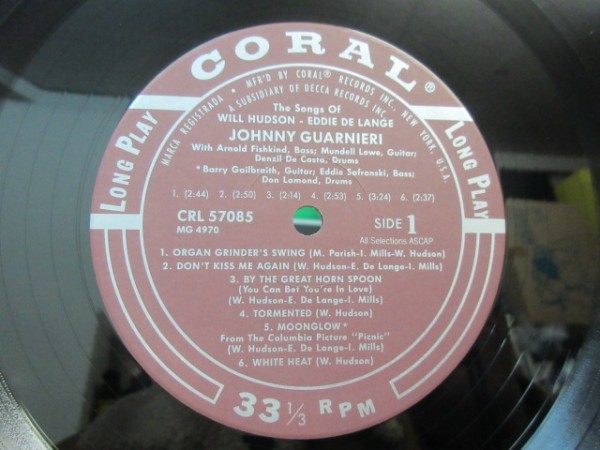 CORAL®
MARCA REGISTRADA • MF'D BY CORAL® RECORDS INC., NEW YORK, U.S.A.
A SUBSIDIARY OF DECCA RECORDS INC.
LONG PLAY
LONG PLAY
The Songs Of
WILL HUDSON - EDDIE DE LANGE
JOHNNY GUARNIERI
With Arnold Fishkind, Bass; Mundell Lowe, Guitar;
Denzil De Costa, Drums
*Barry Gailbraith, Guitar; Eddie Safranski, Bass;
Don Lamond, Drums
1. (2:44) 2. (2:50) 3. (2:14) 4. (2:53) 5. (3:24) 6. (2:37)
CRL 57085
MG 4970
SIDE 1
All Selections ASCAP
1. ORGAN GRINDER'S SWING (M. Parish-I. Mills-W. Hudson)
2. DON'T KISS ME AGAIN (W. Hudson-E. De Lange-I. Mills)
3. BY THE GREAT HORN SPOON
(You Can Bet You're In Love)
(W. Hudson-E. De Lange-I. Mills)
4. TORMENTED (W. Hudson)
5. MOONGLOW*
From The Columbia Picture "Picnic"
(W. Hudson-E. De Lange-I. Mills)
6. WHITE HEAT (W. Hudson)
33 1/3 RPM